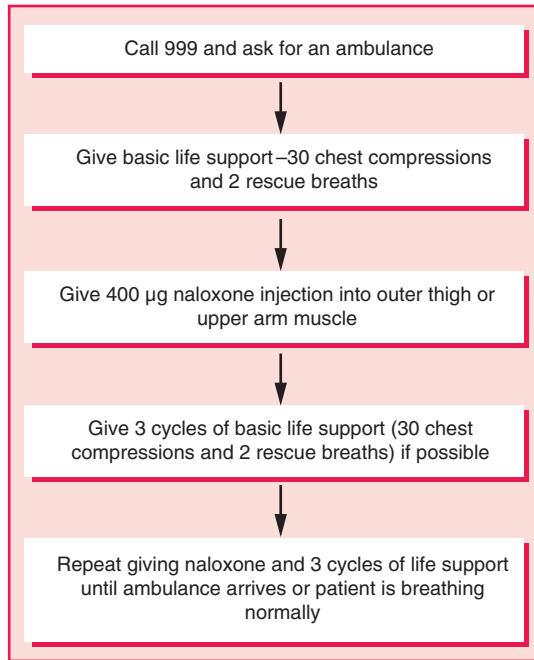 Call 999 and ask for an ambulance
Give basic life support–30 chest compressions
and 2 rescue breaths
Give 400 µg naloxone injection into outer thigh or
upper arm muscle
Give 3 cycles of basic life support (30 chest
compressions and 2 rescue breaths) if possible
Repeat giving naloxone and 3 cycles of life support
until ambulance arrives or patient is breathing
normally